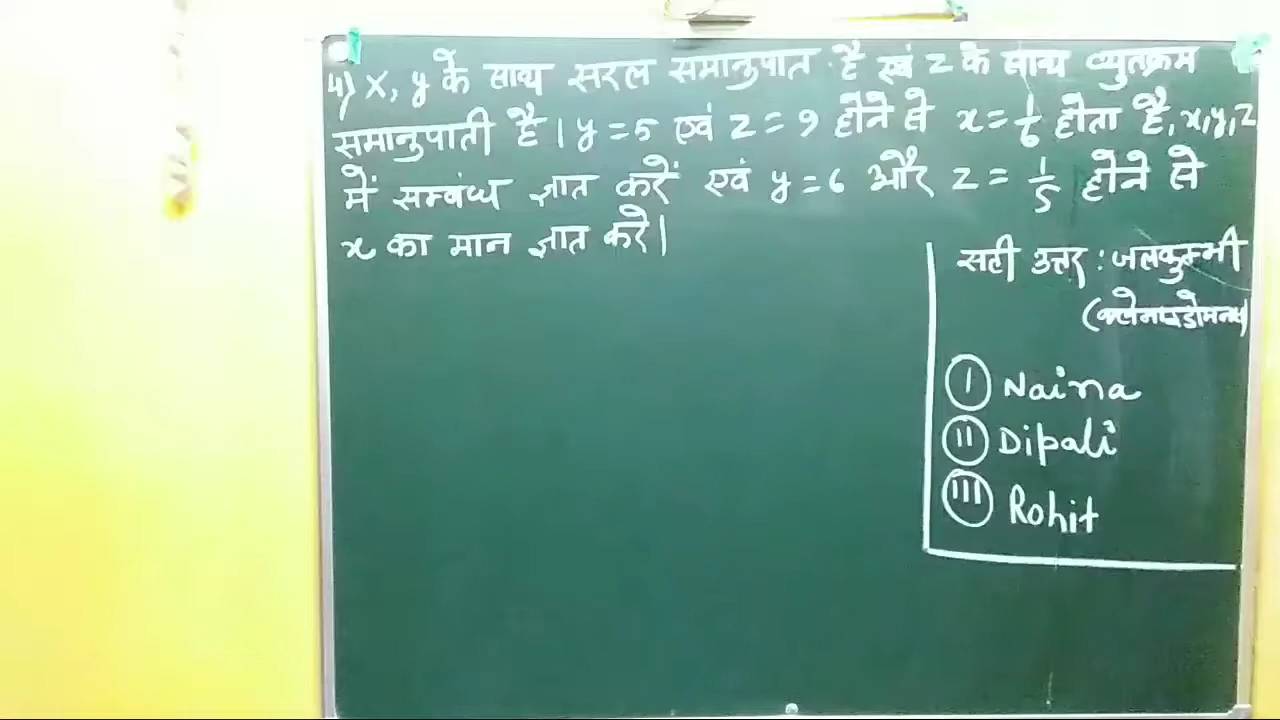 4) x, y के साथ सरल समानुपात है एवं z के साथ व्युत्क्रम
समानुपाती है । y = 5 एवं z = 9 होने से x = 1/6 होता है, x, y, z
में सम्बंध ज्ञात करें एवं y = 6 और z = 1/5 होने से
x का मान ज्ञात करे।
सही उत्तर : जलकुम्भी
I Naina
II Dipali
III Rohit